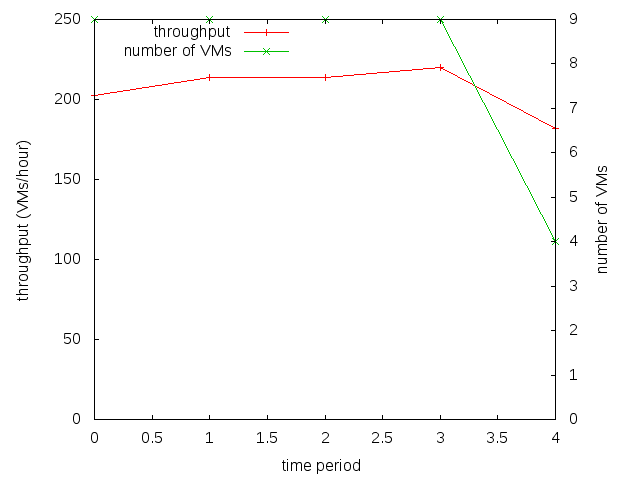 throughput
number of VMs
250
200
150
100
50
0
throughput (VMs/hour)
9
8
7
6
5
4
3
2
1
0
number of VMs
0 0.5 1 1.5 2 2.5 3 3.5 4
time period